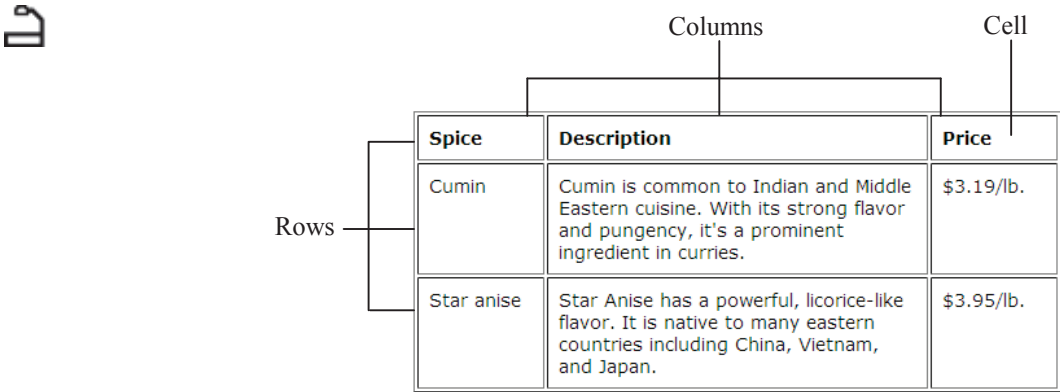 Columns
Cell
Spice
Description
Price
Rows
Cumin
Cumin is common to Indian and Middle
Eastern cuisine. With its strong flavor
and pungency, it's a prominent
ingredient in curries.
$3.19/lb.
Star anise
Star Anise has a powerful, licorice-like
flavor. It is native to many eastern
countries including China, Vietnam,
and Japan.
$3.95/lb.